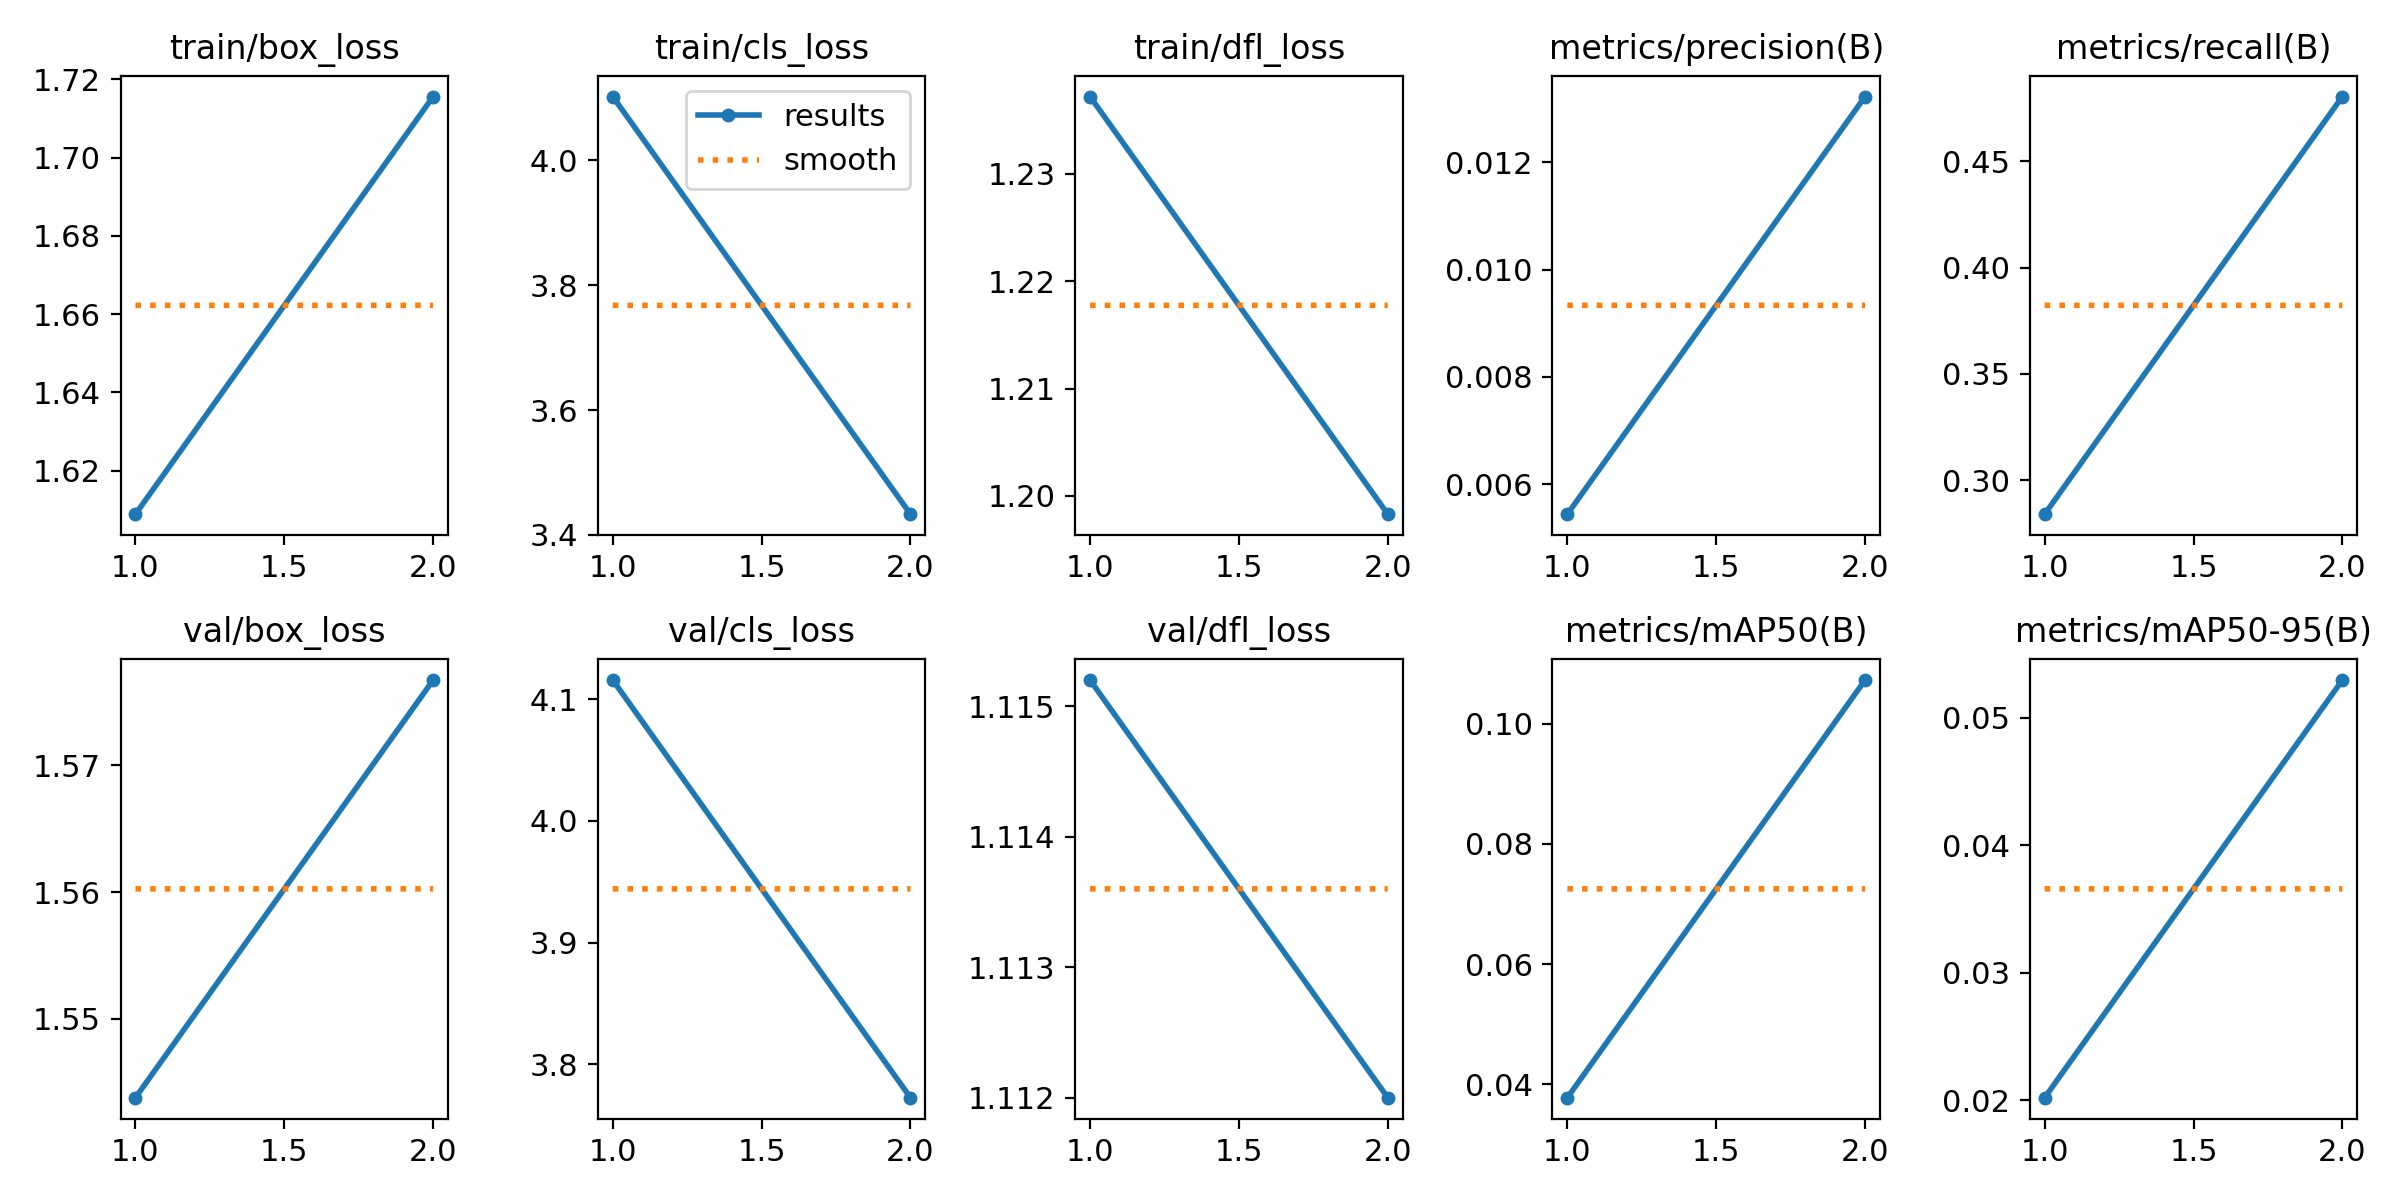 train/box_loss
1.72
1.70
1.68
1.66
1.64
1.62
1.0 1.5 2.0
train/cls_loss
results
smooth
4.0
3.8
3.6
3.4
1.0 1.5 2.0
train/dfl_loss
1.23
1.22
1.21
1.20
1.0 1.5 2.0
metrics/precision(B)
0.012
0.010
0.008
0.006
1.0 1.5 2.0
metrics/recall(B)
0.45
0.40
0.35
0.30
1.0 1.5 2.0
val/box_loss
1.57
1.56
1.55
1.0 1.5 2.0
val/cls_loss
4.1
4.0
3.9
3.8
1.0 1.5 2.0
val/dfl_loss
1.115
1.114
1.113
1.112
1.0 1.5 2.0
metrics/mAP50(B)
0.10
0.08
0.06
0.04
1.0 1.5 2.0
metrics/mAP50-95(B)
0.05
0.04
0.03
0.02
1.0 1.5 2.0